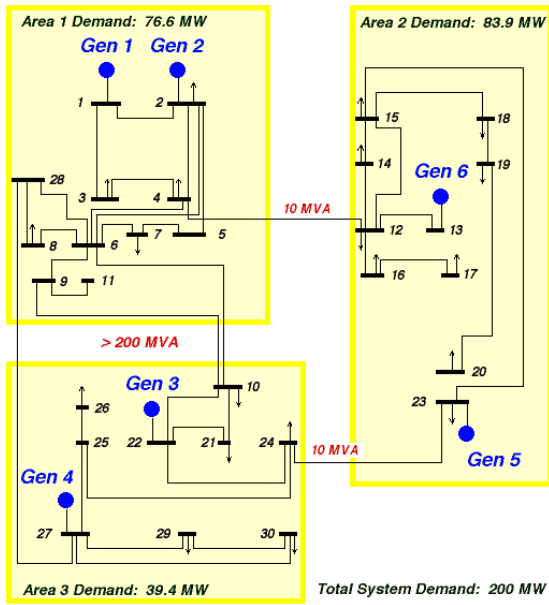 Area 1 Demand: 76.6 MW
Gen 1
Gen 2
1
2
28
3
4
8
6
7
5
9
11
Area 2 Demand: 83.9 MW
15
18
14
Gen 6
19
10 MVA
12
13
16
17
20
23
Gen 5
> 200 MVA
Gen 3
10
26
22
21
24
25
10 MVA
Gen 4
27
29
30
Area 3 Demand: 39.4 MW
Total System Demand: 200 MW